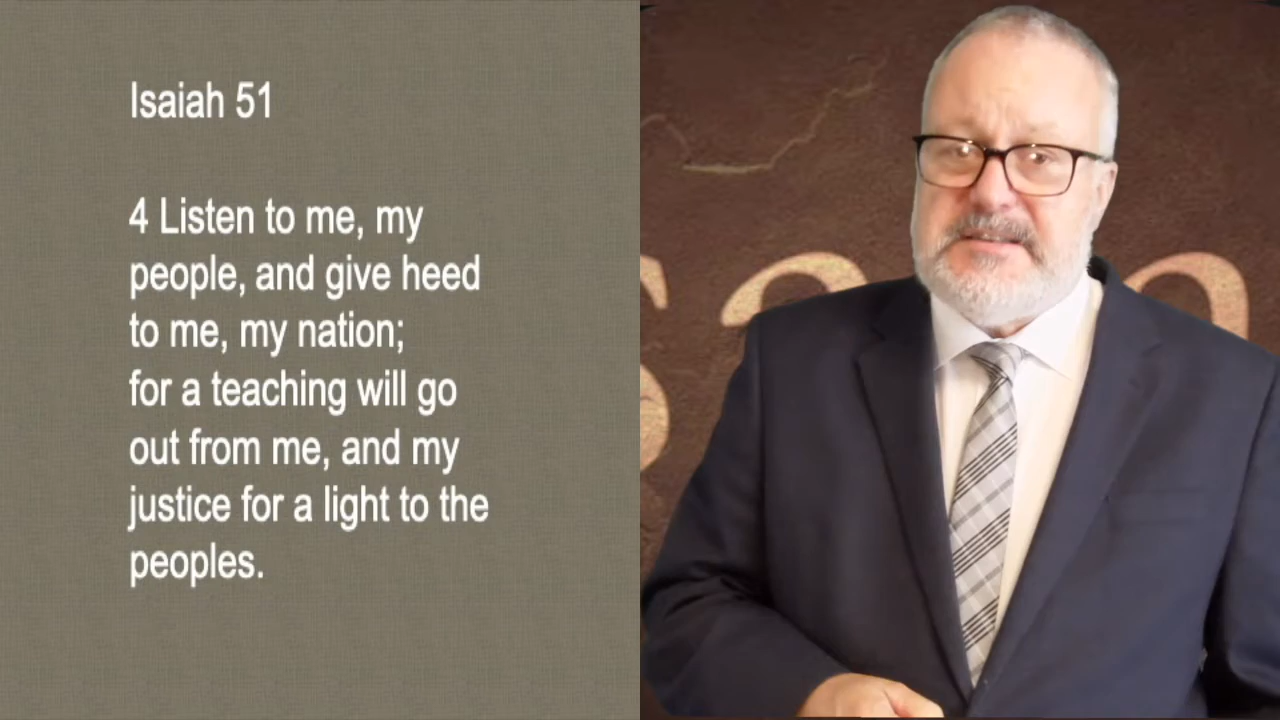 Isaiah 51
4 Listen to me, my
people, and give heed
to me, my nation;
for a teaching will go
out from me, and my
justice for a light to the
peoples.